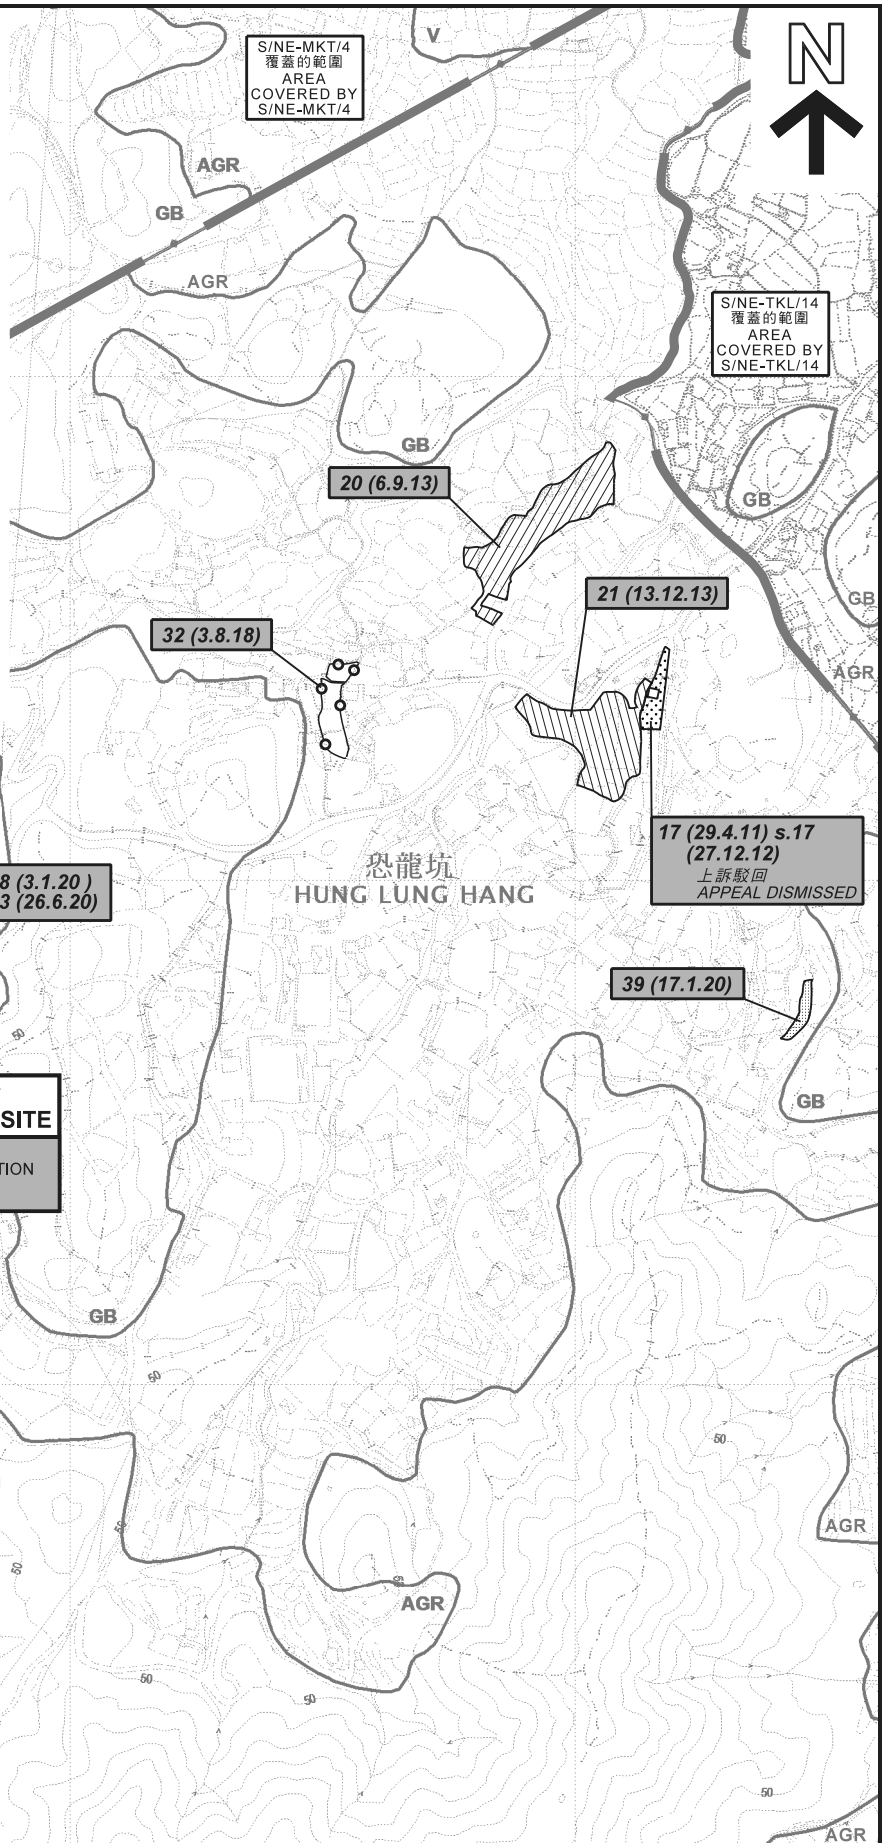 V
S/NE-MKT/4
覆蓋的範圍
AREA
COVERED BY
S/NE-MKT/4
N
AGR
GB
AGR
S/NE-TKL/14
覆蓋的範圍
AREA
COVERED BY
S/NE-TKL/14
GB
20 (6.9.13)
GB
21 (13.12.13)
GB
32 (3.8.18)
AGR
17 (29.4.11) s.17
(27.12.12)
上訴駁回
APPEAL DISMISSED
恐龍坑
HUNG LUNG HANG
8 (3.1.20 )
3 (26.6.20)
39 (17.1.20)
50
GB
SITE
TION
GB
50
50
50
AGR
50
69
AGR
50
50
50
AGR